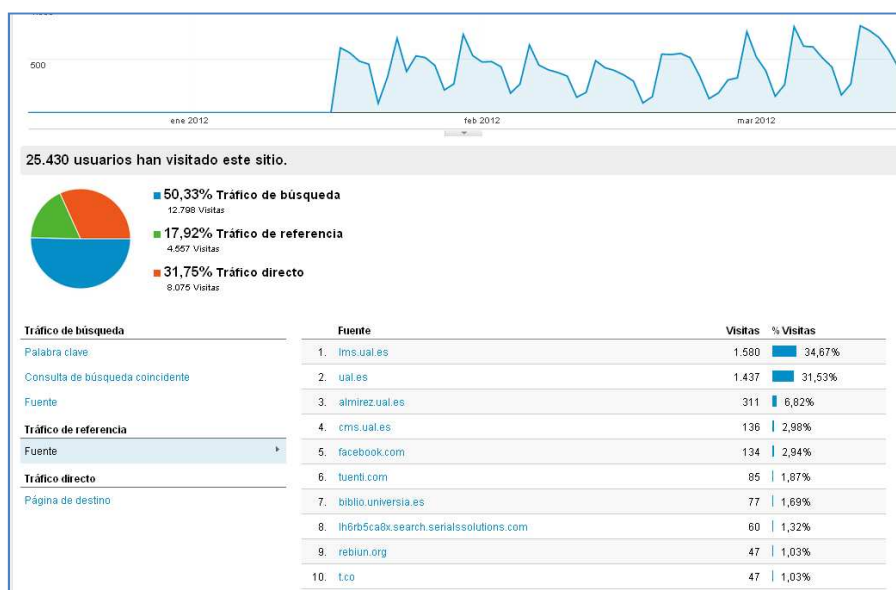 500
ene 2012 feb 2012 mar 2012
25.430 usuarios han visitado este sitio.
50,33% Tráfico de búsqueda
12.798 Visitas
17,92% Tráfico de referencia
4.557 Visitas
31,75% Tráfico directo
8.075 Visitas
Tráfico de búsqueda
Palabra clave
Consulta de búsqueda coincidente
Fuente
Tráfico de referencia
Fuente
Tráfico directo
Página de destino
Fuente Visitas % Visitas
1. lms.ual.es 1.580 34,67%
2. ual.es 1.437 31,53%
3. almirez.ual.es 311 6,82%
4. cms.ual.es 136 2,98%
5. facebook.com 134 2,94%
6. tuenti.com 85 1,87%
7. biblio.universia.es 77 1,69%
8. lh6rb5ca8x.search.serialssolutions.com 60 1,32%
9. rebiun.org 47 1,03%
10. t.co 47 1,03%